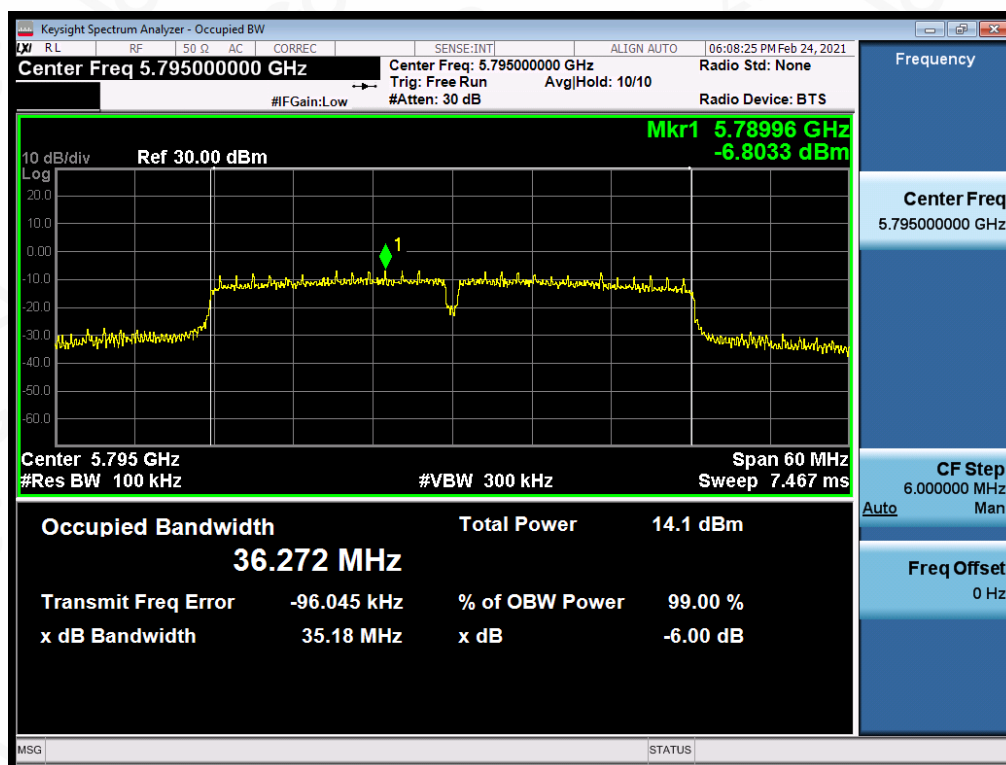 Keysight Spectrum Analyzer - Occupied BW
LXI RL RF 50 Ω AC CORREC SENSE:INT ALIGN AUTO 06:08:25 PM Feb 24, 2021
Center Freq 5.795000000 GHz
Center Freq: 5.795000000 GHz Radio Std: None
Trig: Free Run Avg|Hold: 10/10
#IFGain:Low #Atten: 30 dB Radio Device: BTS
Mkr1 5.78996 GHz
-6.8033 dBm
10 dB/div Ref 30.00 dBm
Log
20.0
10.0
0.00
1
-10.0
-20.0
-30.0
-40.0
-50.0
-60.0
Center 5.795 GHz Span 60 MHz
#Res BW 100 kHz #VBW 300 kHz Sweep 7.467 ms
Occupied Bandwidth Total Power 14.1 dBm
36.272 MHz
Transmit Freq Error -96.045 kHz % of OBW Power 99.00 %
x dB Bandwidth 35.18 MHz x dB -6.00 dB
Frequency
Center Freq
5.795000000 GHz
CF Step
6.000000 MHz
Auto Man
Freq Offset
0 Hz
MSG STATUS